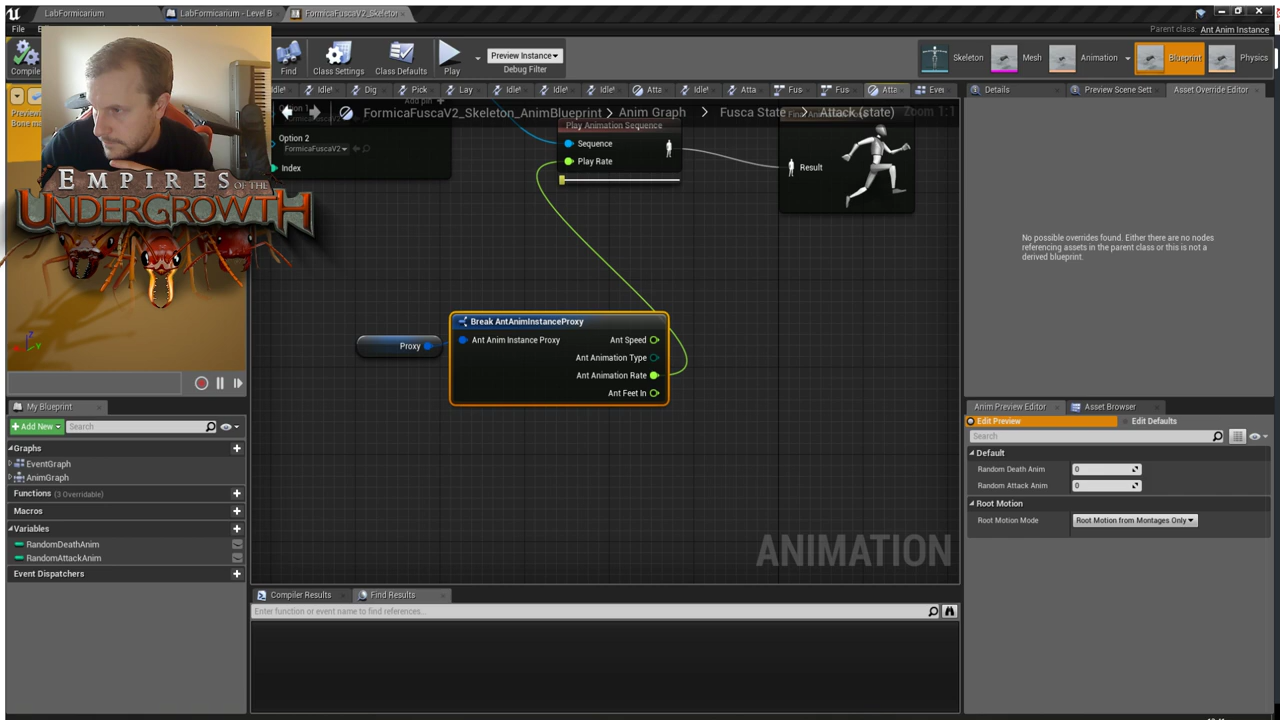 LabFormicarium
LabFormicarium - Level B
FormicaFuscaV2_Skeleton
File
Parent class: Ant Anim Instance
Compile
Find
Class Settings
Class Defaults
Play
Preview Instance
Debug Filter
Skeleton
Mesh
Animation
Blueprint
Physics
Idle!
Dig
Pick
Lay
Idle!
Idle!
Idle!
Atta
Idle!
Atta
Fus
Fus
Atta
Eve
Details
Preview Scene Sett
Asset Override Editor
FormicaFuscaV2_Skeleton_AnimBlueprint
Anim Graph
Fusca State
Attack (state)
Zoom 1:1
Add pin
Option 2
FormicaFuscaV2
Index
Play Animation Sequence
Sequence
Play Rate
Result
EMPIRES OF THE
UNDERGROWTH
No possible overrides found. Either there are no nodes
referencing assets in the parent class or this is not a
derived blueprint.
Break AntAnimInstanceProxy
Proxy
Ant Anim Instance Proxy
Ant Speed
Ant Animation Type
Ant Animation Rate
Ant Feet In
My Blueprint
Add New
Search
Graphs
EventGraph
AnimGraph
Functions (3 Overridable)
Macros
Variables
RandomDeathAnim
RandomAttackAnim
Event Dispatchers
ANIMATION
Anim Preview Editor
Asset Browser
Edit Preview
Edit Defaults
Search
Default
Random Death Anim
0
Random Attack Anim
0
Root Motion
Root Motion Mode
Root Motion from Montages Only
Compiler Results
Find Results
Enter function or event name to find references...